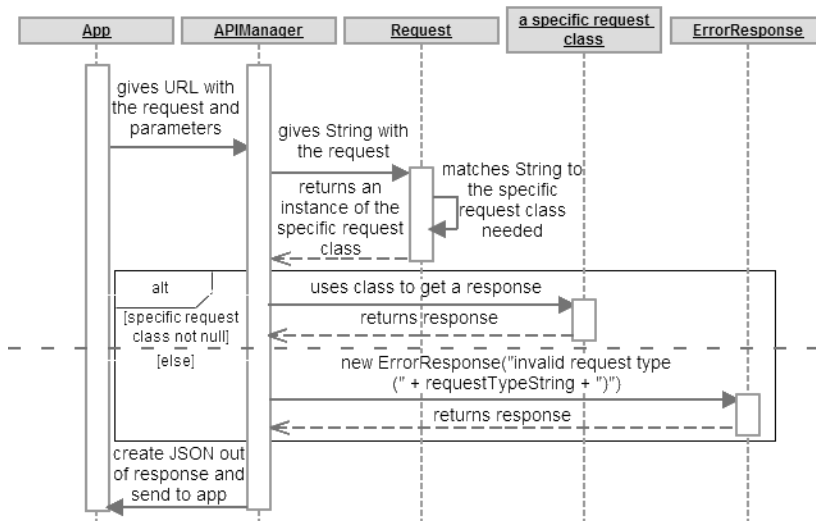 App
APIManager
Request
a specific request
class
ErrorResponse
gives URL with
the request and
parameters
gives String with
the request
matches String to
the specific
request class
needed
returns an
instance of the
specific request
class
alt
uses class to get a response
[specific request
class not null]
returns response
[else]
new ErrorResponse("invalid request type
(" + requestTypeString + ")")
returns response
create JSON out
of response and
send to app